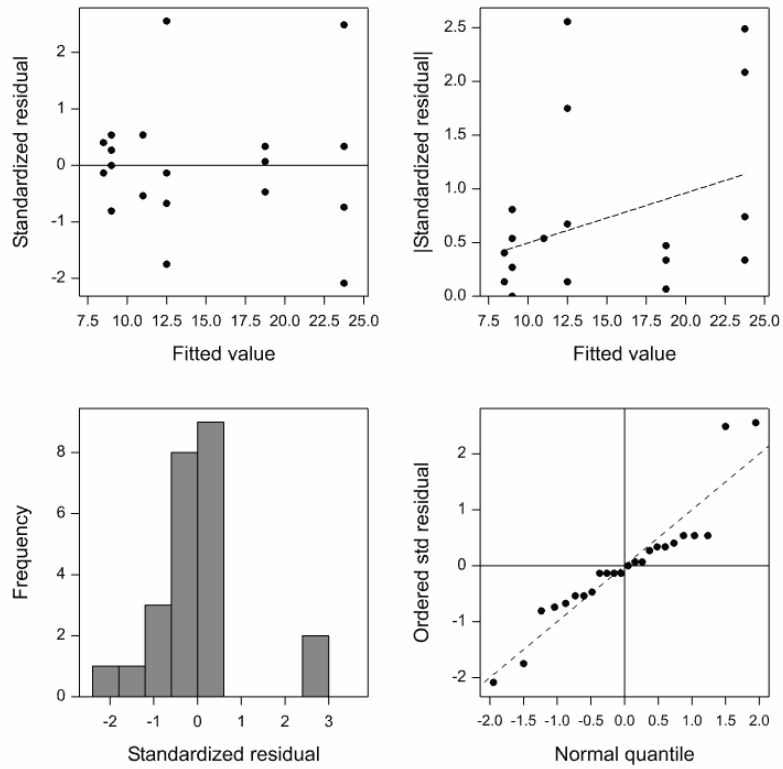 Standardized residual
2
1
0
-1
-2
7.5 10.0 12.5 15.0 17.5 20.0 22.5 25.0
Fitted value
|Standardized residual|
2.5
2.0
1.5
1.0
0.5
0.0
7.5 10.0 12.5 15.0 17.5 20.0 22.5 25.0
Fitted value
Frequency
8
6
4
2
0
-2 -1 0 1 2 3
Standardized residual
Ordered std residual
2
1
0
-1
-2
-2.0 -1.5 -1.0 -0.5 0.0 0.5 1.0 1.5 2.0
Normal quantile